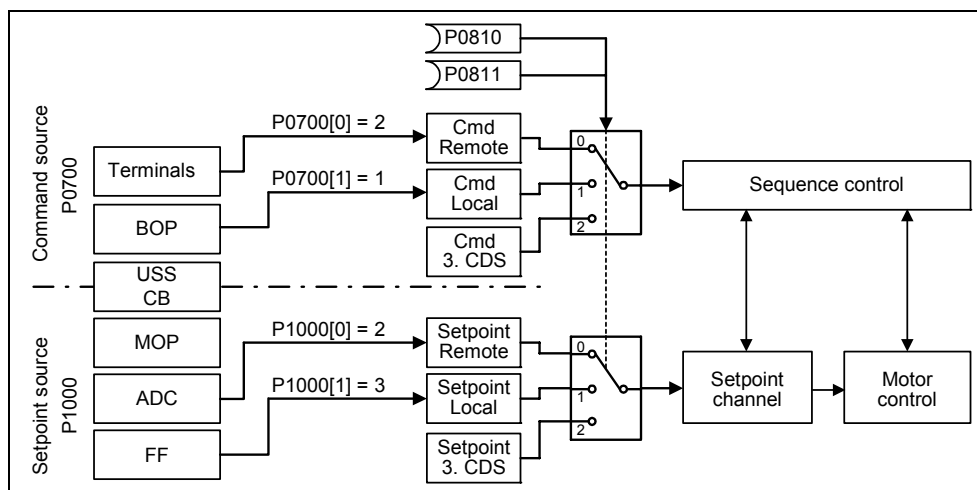 P0810
P0811
Command source
P0700
P0700[0] = 2
P0700[1] = 1
Terminals
BOP
USS
CB
Cmd
Remote
Cmd
Local
Cmd
3. CDS
0
1
2
Sequence control
Setpoint source
P1000
MOP
ADC
FF
P1000[0] = 2
P1000[1] = 3
Setpoint
Remote
Setpoint
Local
Setpoint
3. CDS
0
1
2
Setpoint
channel
Motor
control